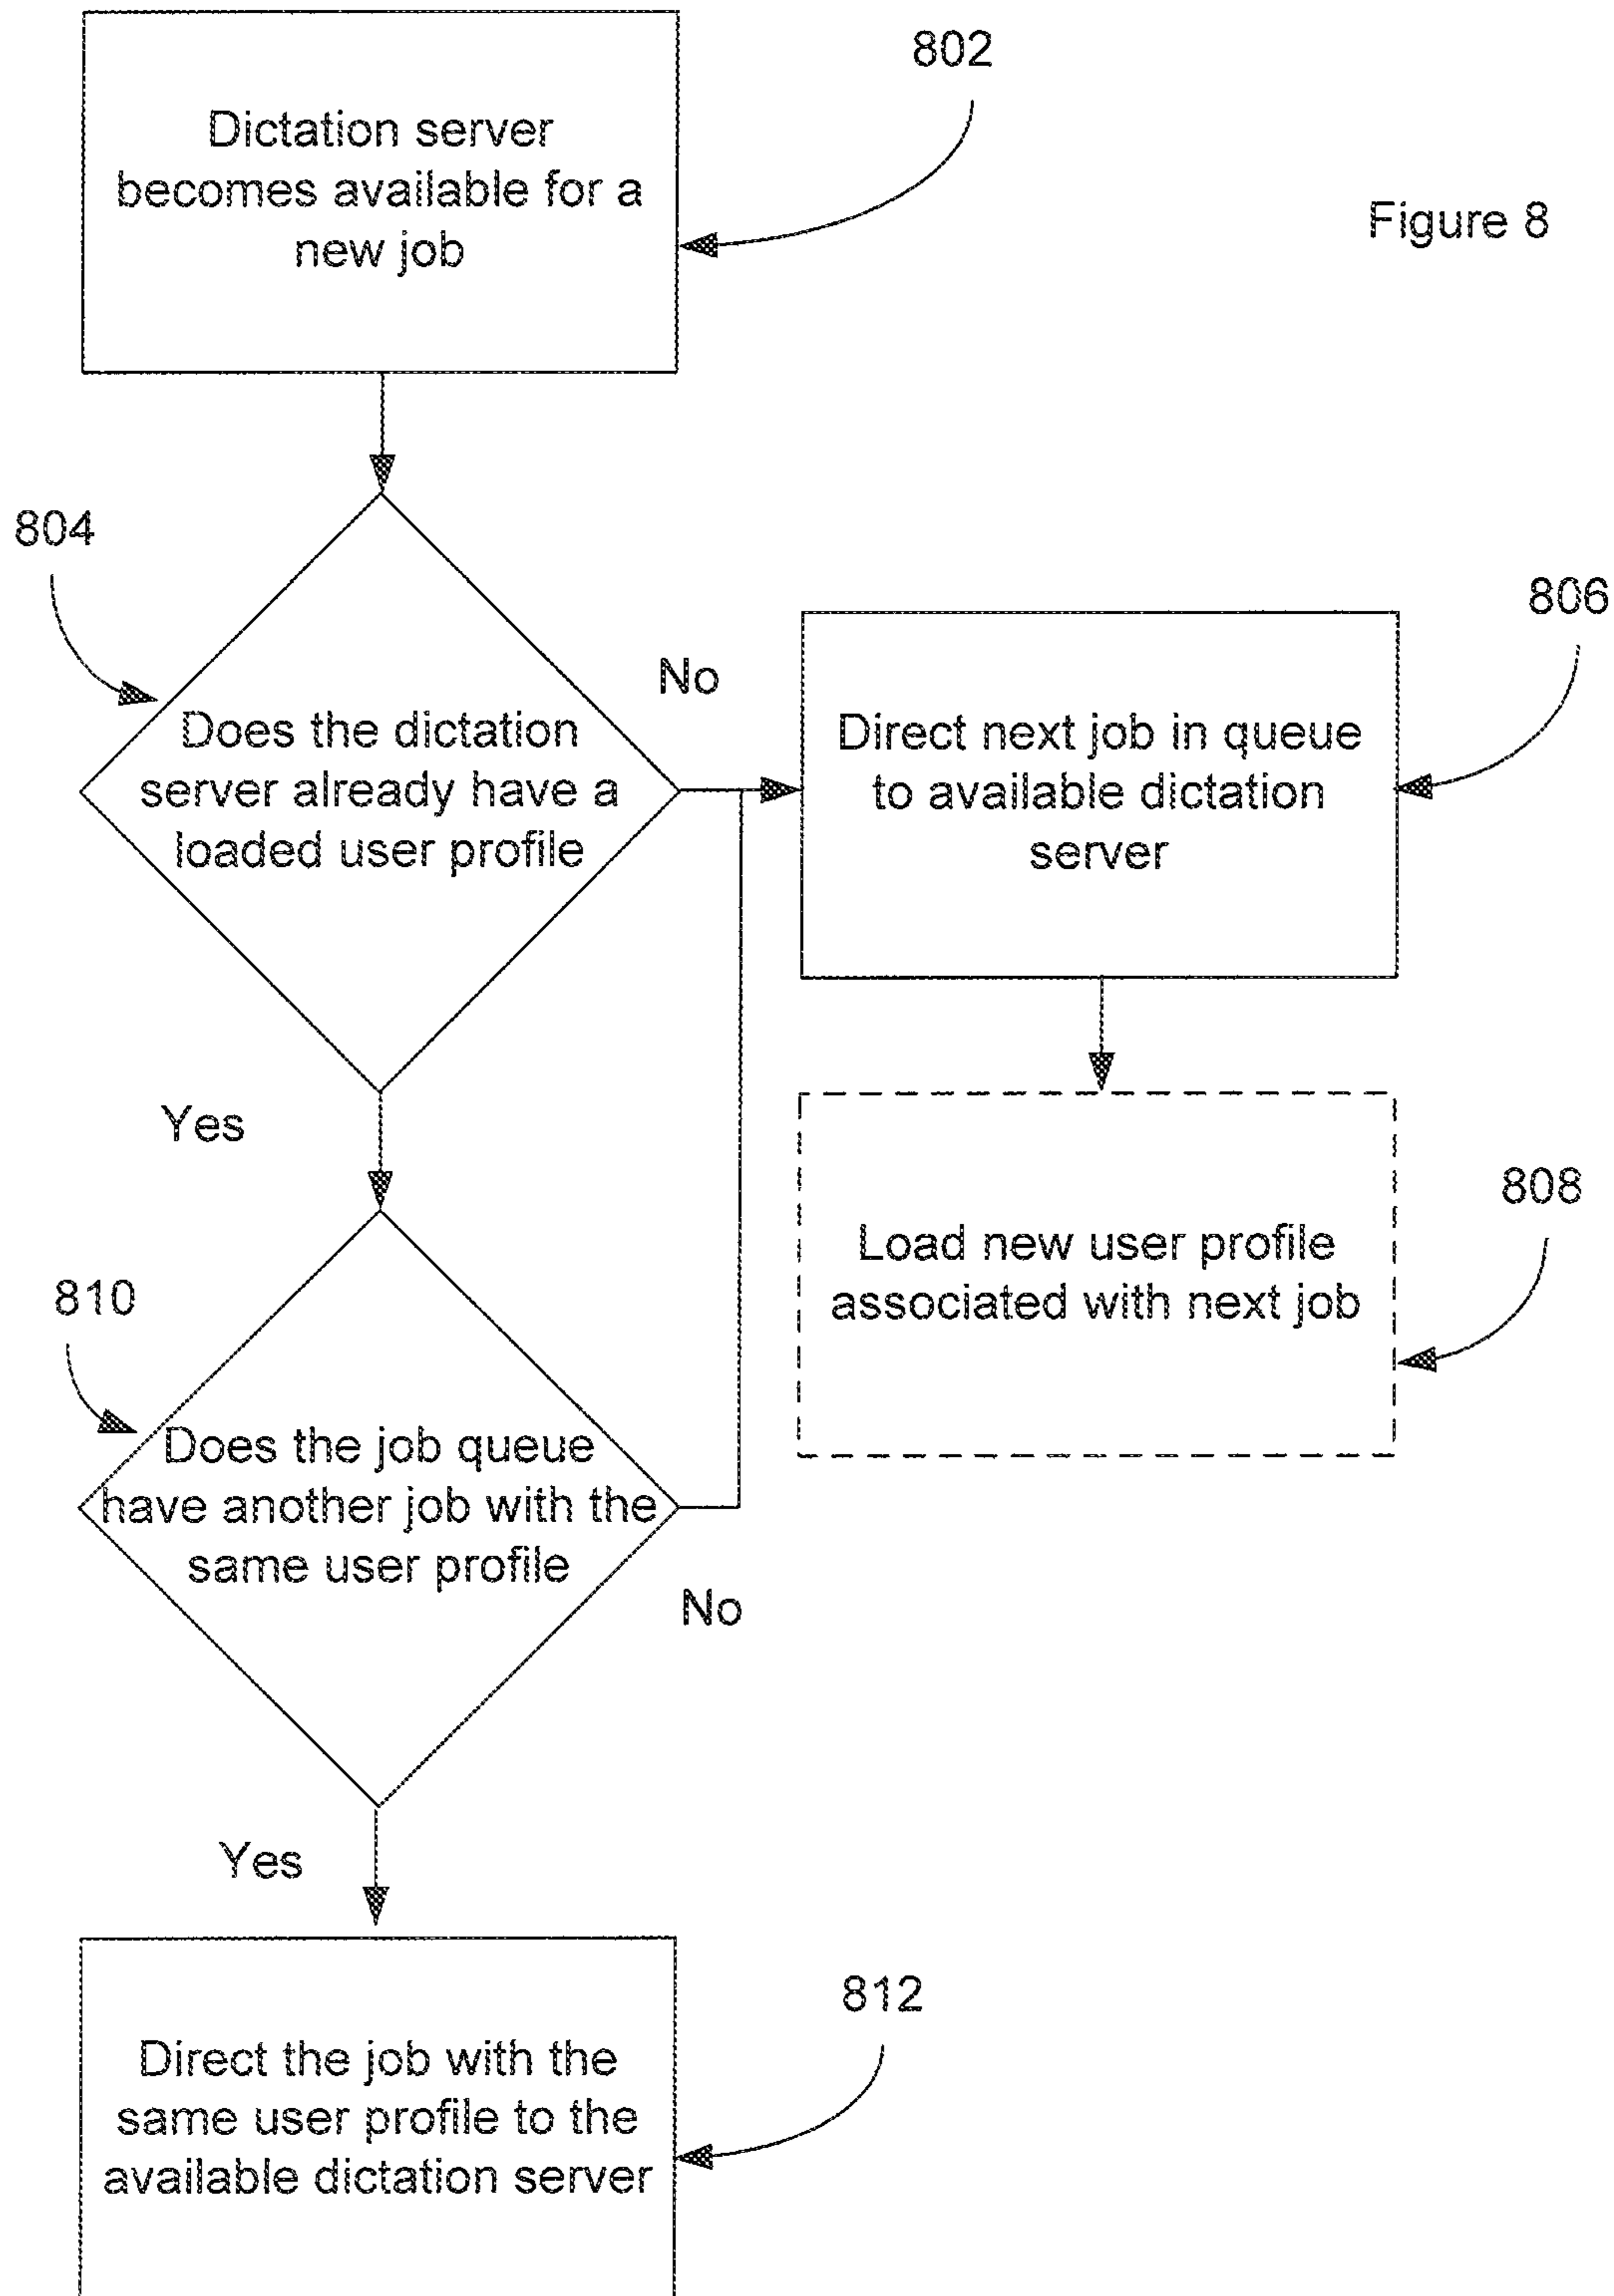 802
Dictation server
becomes available for a
new job
Figure 8
804
No
806
Does the dictation
server already have a
loaded user profile
Direct next job in queue
to available dictation
server
Yes
808
Load new user profile
associated with next job
810
Does the job queue
have another job with the
same user profile
No
Yes
812
Direct the job with the
same user profile to the
available dictation server